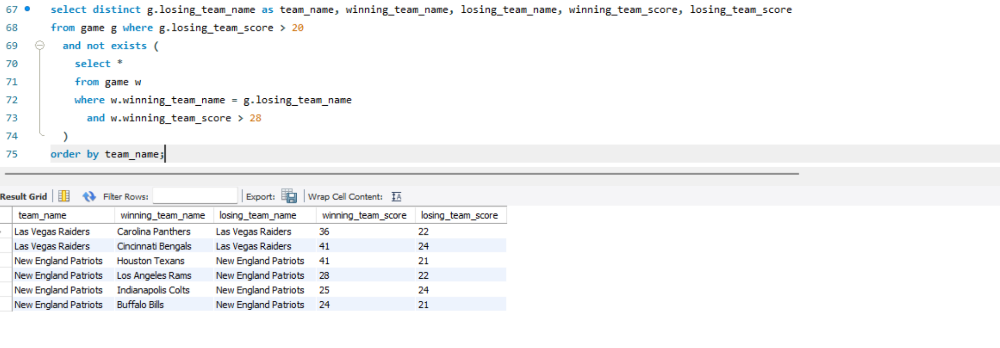 67 select distinct g.losing_team_name as team_name, winning_team_name, losing_team_name, winning_team_score, losing_team_score
68 from game g where g.losing_team_score > 20
69 and not exists (
70 select *
71 from game w
72 where w.winning_team_name = g.losing_team_name
73 and w.winning_team_score > 28
74 )
75 order by team_name;
Result Grid Filter Rows: Export: Wrap Cell Content:
team_name winning_team_name losing_team_name winning_team_score losing_team_score
Las Vegas Raiders Carolina Panthers Las Vegas Raiders 36 22
Las Vegas Raiders Cincinnati Bengals Las Vegas Raiders 41 24
New England Patriots Houston Texans New England Patriots 41 21
New England Patriots Los Angeles Rams New England Patriots 28 22
New England Patriots Indianapolis Colts New England Patriots 25 24
New England Patriots Buffalo Bills New England Patriots 24 21